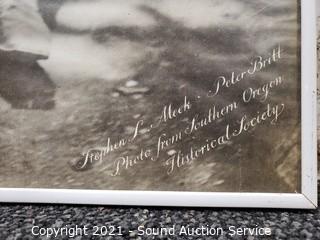 Stephen L. Meek · Peter Britt
Photo from Southern Oregon
Historical Society
Copyright 2021 - Sound Auction Service